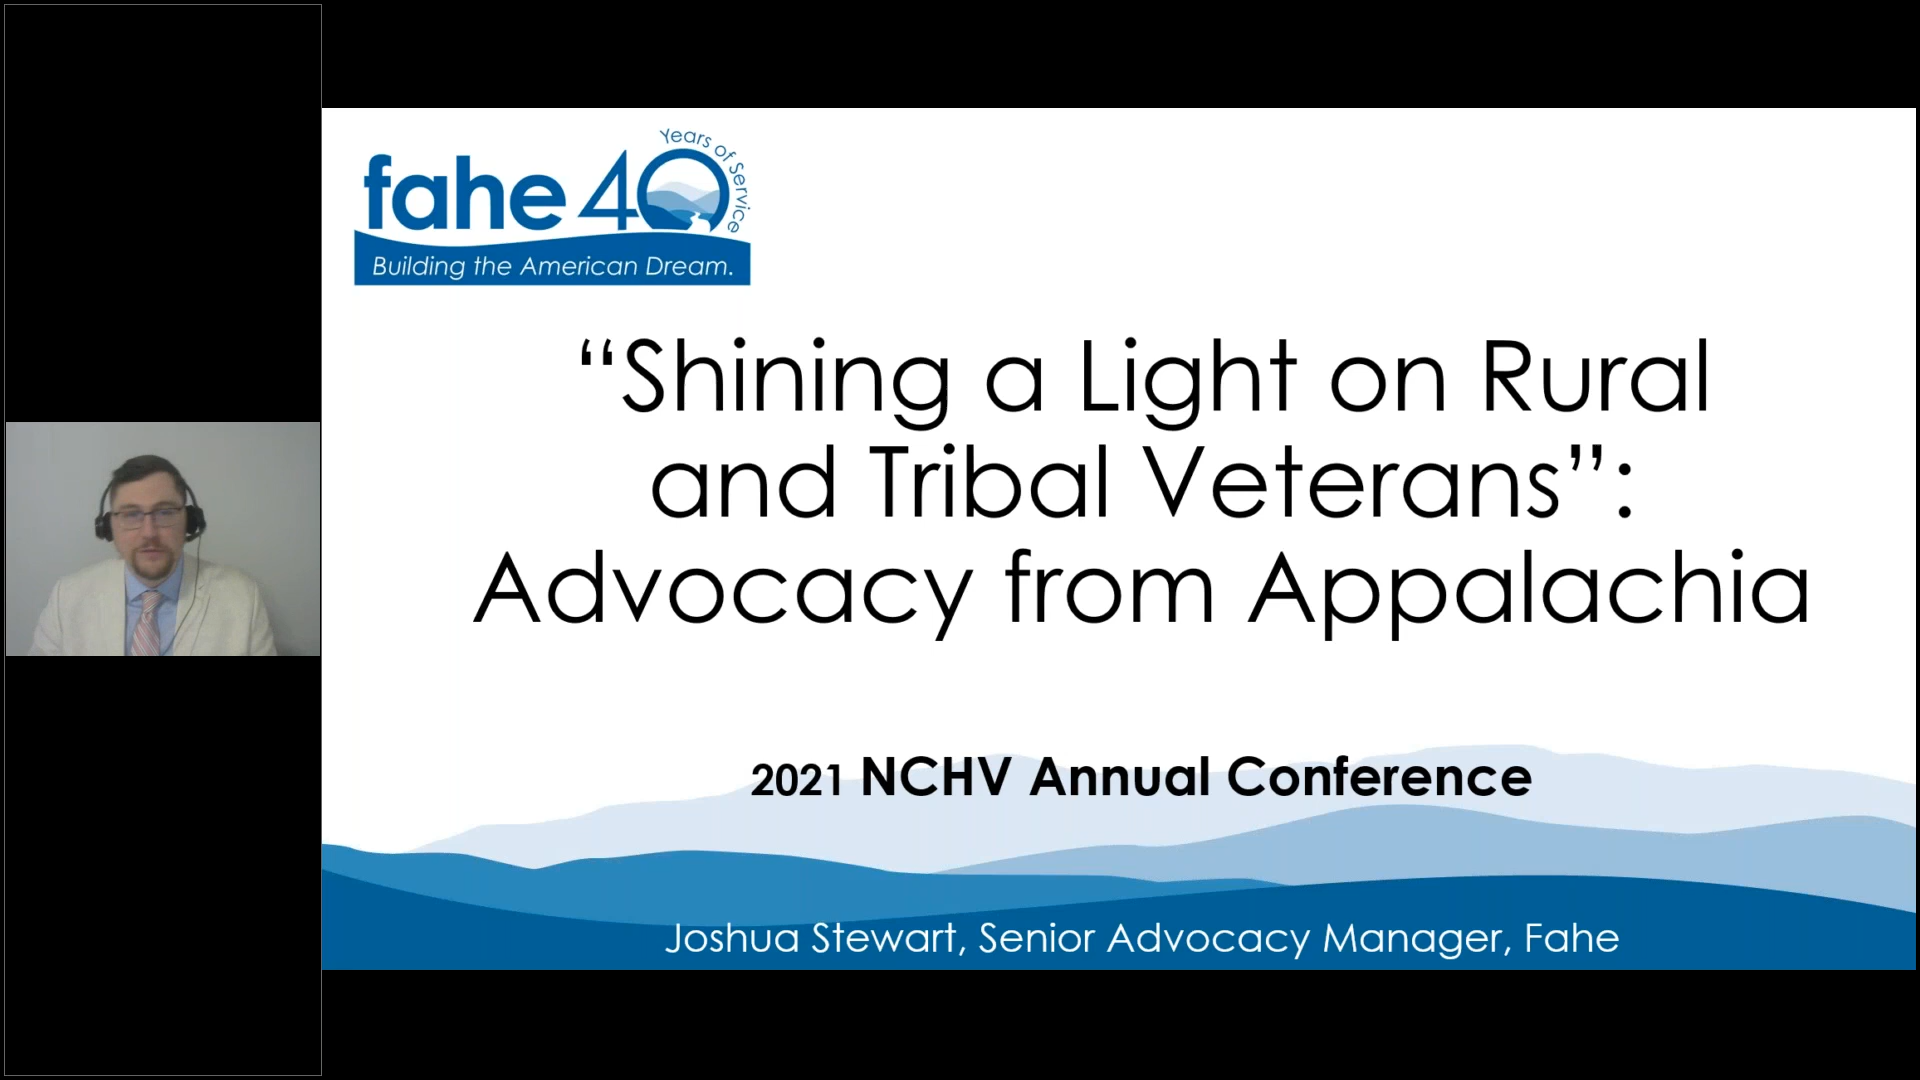 fahe 40
Years of Service
Building the American Dream.
“Shining a Light on Rural
and Tribal Veterans”:
Advocacy from Appalachia
2021 NCHV Annual Conference
Joshua Stewart, Senior Advocacy Manager, Fahe